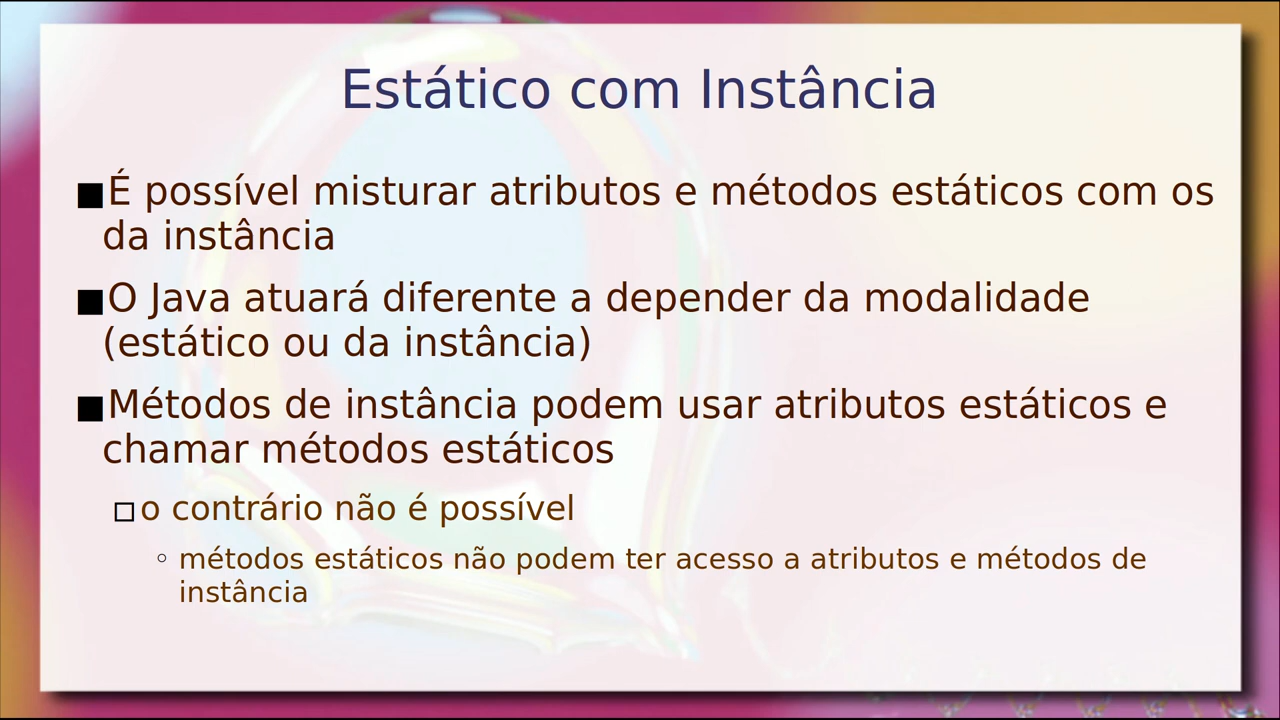 Estático com Instância
■É possível misturar atributos e métodos estáticos com os
da instância
■O Java atuará diferente a depender da modalidade
(estático ou da instância)
■Métodos de instância podem usar atributos estáticos e
chamar métodos estáticos
□o contrário não é possível
◦ métodos estáticos não podem ter acesso a atributos e métodos de
instância